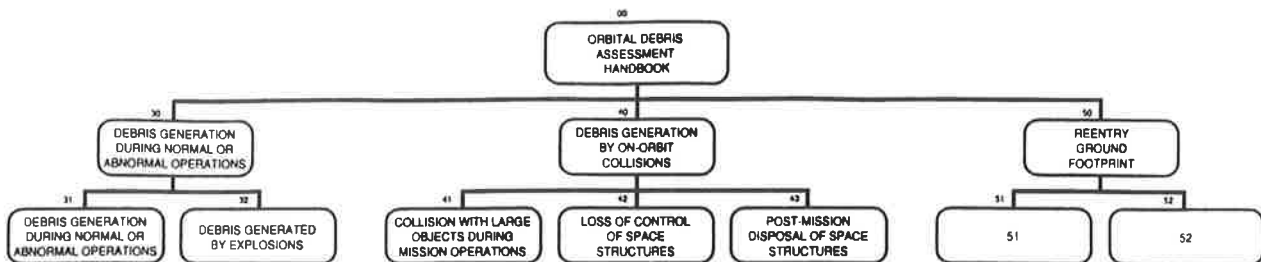 00
ORBITAL DEBRIS
ASSESSMENT
HANDBOOK
30
DEBRIS GENERATION
DURING NORMAL OR
ABNORMAL OPERATIONS
40
DEBRIS GENERATION
BY ON-ORBIT
COLLISIONS
50
REENTRY
GROUND
FOOTPRINT
31
DEBRIS GENERATION
DURING NORMAL OR
ABNORMAL OPERATIONS
32
DEBRIS GENERATED
BY EXPLOSIONS
41
COLLISION WITH LARGE
OBJECTS DURING
MISSION OPERATIONS
42
LOSS OF CONTROL
OF SPACE
STRUCTURES
43
POST-MISSION
DISPOSAL OF SPACE
STRUCTURES
51
51
52
52